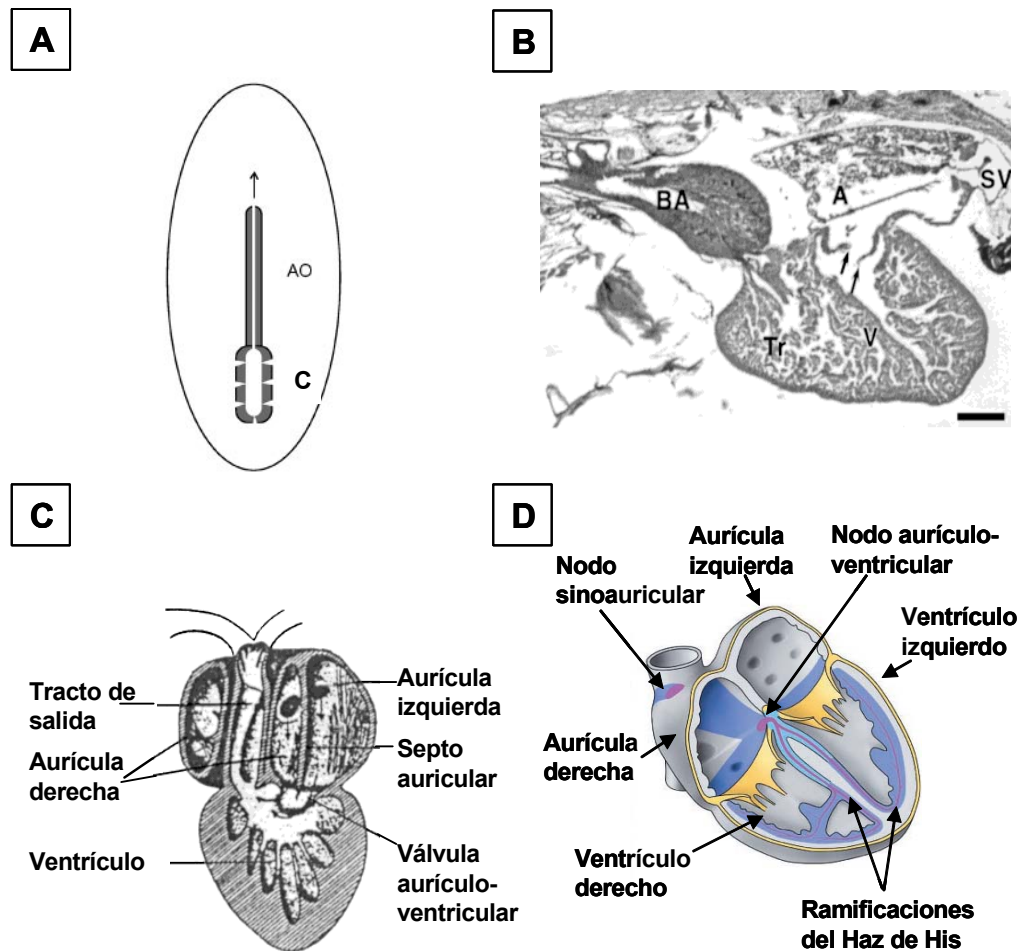 A
AO
C
B
BA
A
SV
Tr
V
C
Tracto de
salida
Aurícula
derecha
Ventrículo
Aurícula
izquierda
Septo
auricular
Válvula
aurículo-
ventricular
D
Nodo
sinoauricular
Aurícula
izquierda
Nodo aurículo-
ventricular
Ventrículo
izquierdo
Aurícula
derecha
Ventrículo
derecho
Ramificaciones
del Haz de His